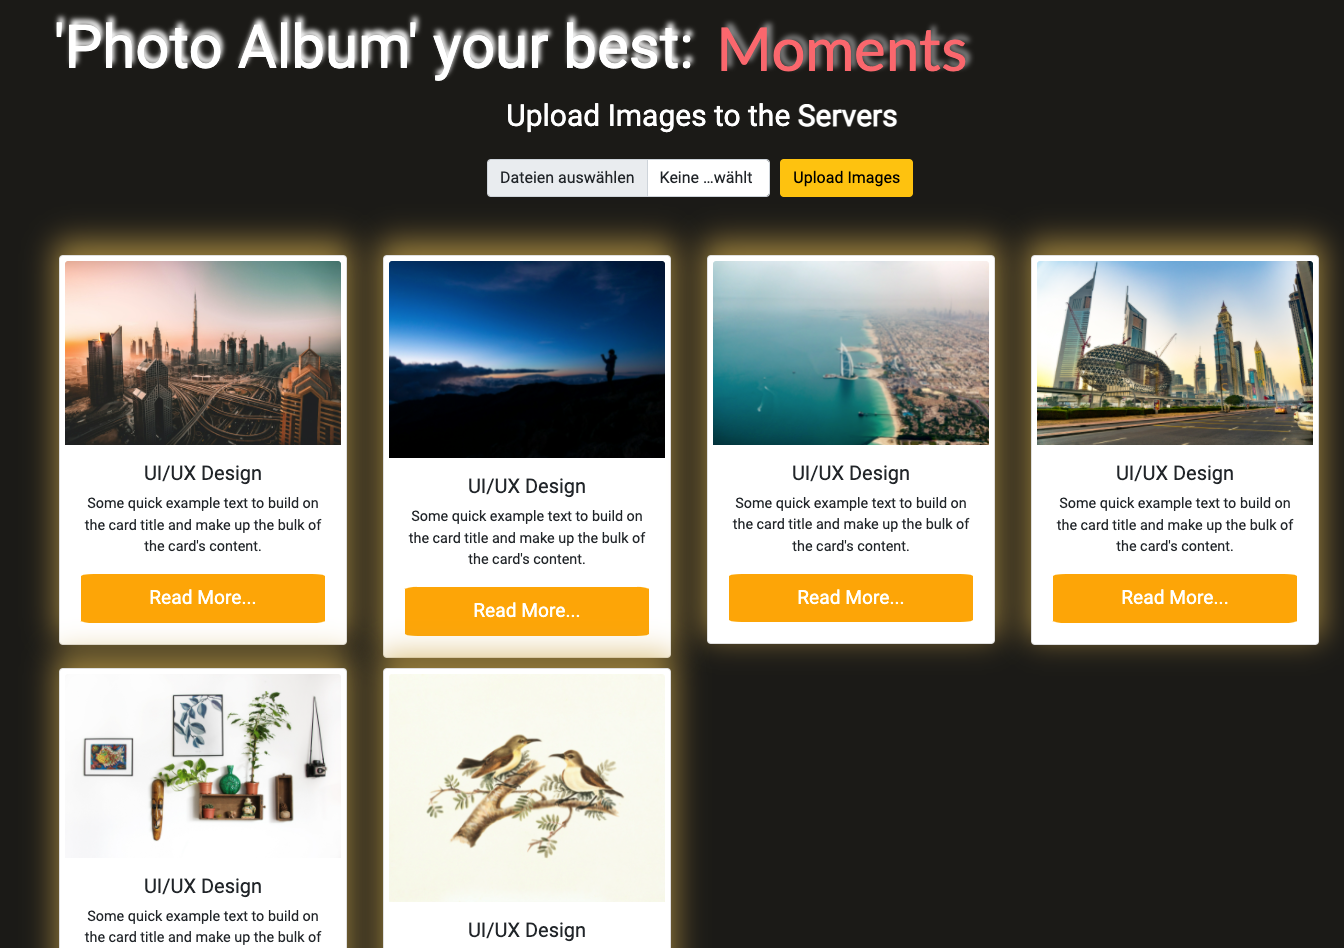 'Photo Album' your best: Moments
Upload Images to the Servers
Dateien auswählen Keine ...wählt Upload Images
UI/UX Design
Some quick example text to build on
the card title and make up the bulk of
the card's content.
Read More...
UI/UX Design
Some quick example text to build on
the card title and make up the bulk of
the card's content.
Read More...
UI/UX Design
Some quick example text to build on
the card title and make up the bulk of
the card's content.
Read More...
UI/UX Design
Some quick example text to build on
the card title and make up the bulk of
the card's content.
Read More...
UI/UX Design
Some quick example text to build on
the card title and make up the bulk of
UI/UX Design